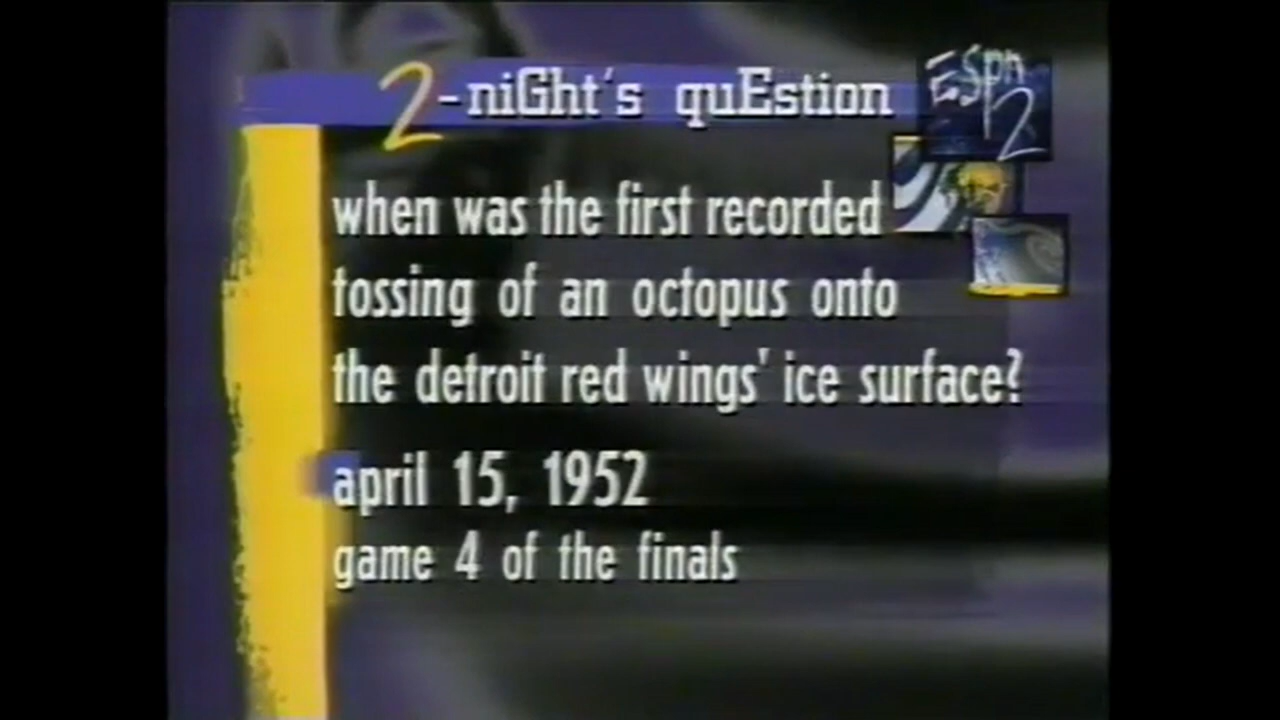 2-niGht's quEstion
ESPN
2
when was the first recorded
tossing of an octopus onto
the detroit red wings' ice surface?
april 15, 1952
game 4 of the finals